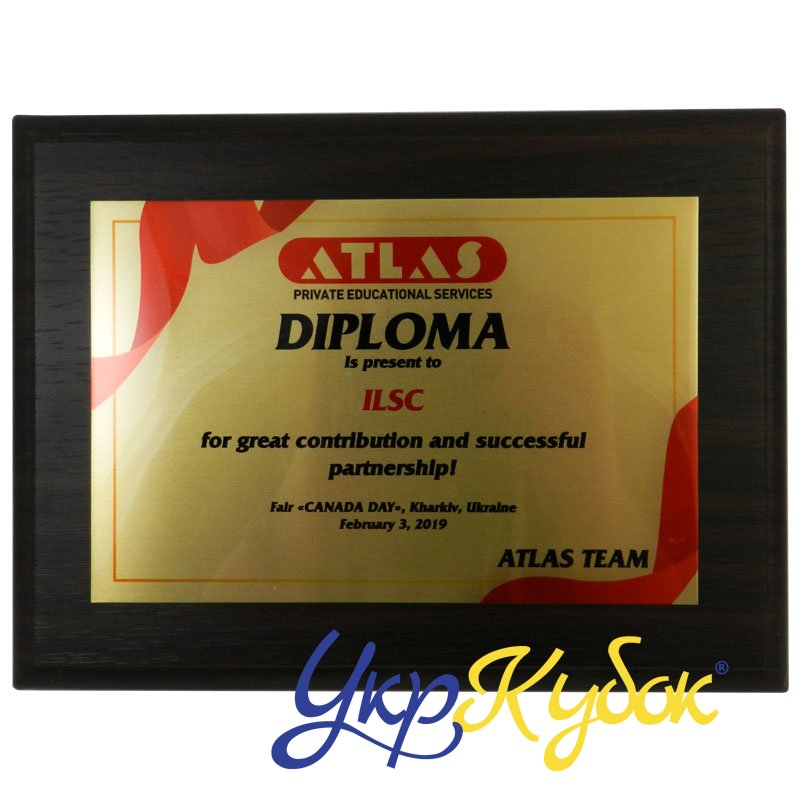 ATLAS
PRIVATE EDUCATIONAL SERVICES
DIPLOMA
Is present to
ILSC
for great contribution and successful
partnership!
Fair «CANADA DAY», Kharkiv, Ukraine
February 3, 2019
ATLAS TEAM
УкрКубок®